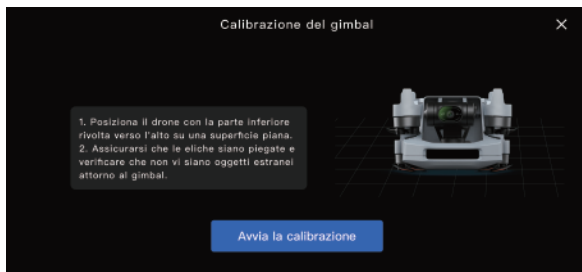 Calibrazione del gimbal
1. Posiziona il drone con la parte inferiore
rivolta verso l'alto su una superficie piana.
2. Assicurarsi che le eliche siano piegate e
verificare che non vi siano oggetti estranei
attorno al gimbal.
Avvia la calibrazione